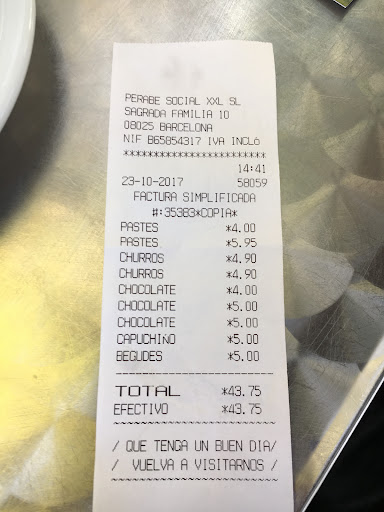 PERABE SOCIAL XXL SL
SAGRADA FAMILIA 10
08025 BARCELONA
NIF B65854317 IVA INCLó
*************************
14:41
23-10-2017 58059
FACTURA SIMPLIFICADA
#:35383*COPIA*
PASTES *4.00
PASTES *5.95
CHURROS *4.90
CHURROS *4.90
CHOCOLATE *4.00
CHOCOLATE *5.00
CHOCOLATE *5.00
CAPUCHIÑO *5.00
BEGUDES *5.00
-------------------------
TOTAL *43.75
EFECTIVO *43.75
~~~~~~~~~~~~~~~~~~~~~~~~~
/ QUE TENGA UN BUEN DIA/
/ VUELVA A VISITARNOS /
~~~~~~~~~~~~~~~~~~~~~~~~~